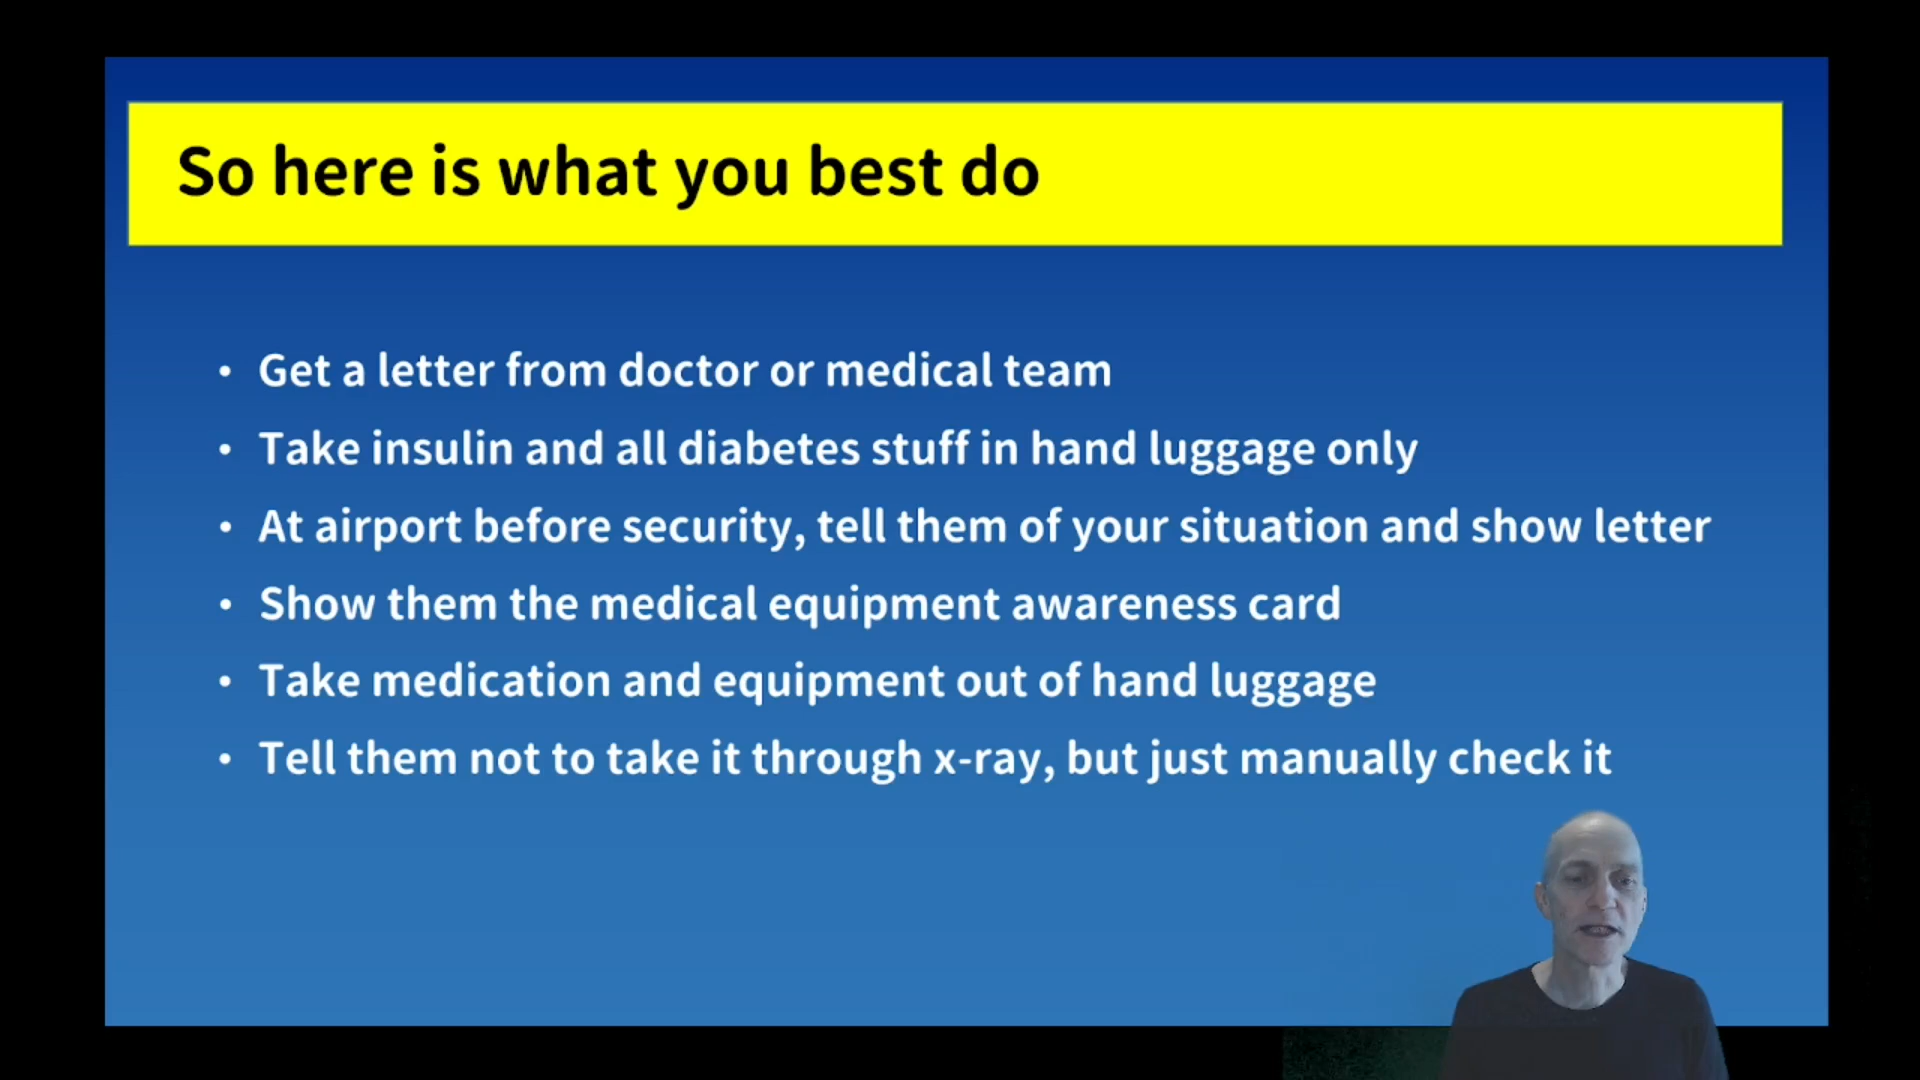 So here is what you best do
• Get a letter from doctor or medical team
• Take insulin and all diabetes stuff in hand luggage only
• At airport before security, tell them of your situation and show letter
• Show them the medical equipment awareness card
• Take medication and equipment out of hand luggage
• Tell them not to take it through x-ray, but just manually check it